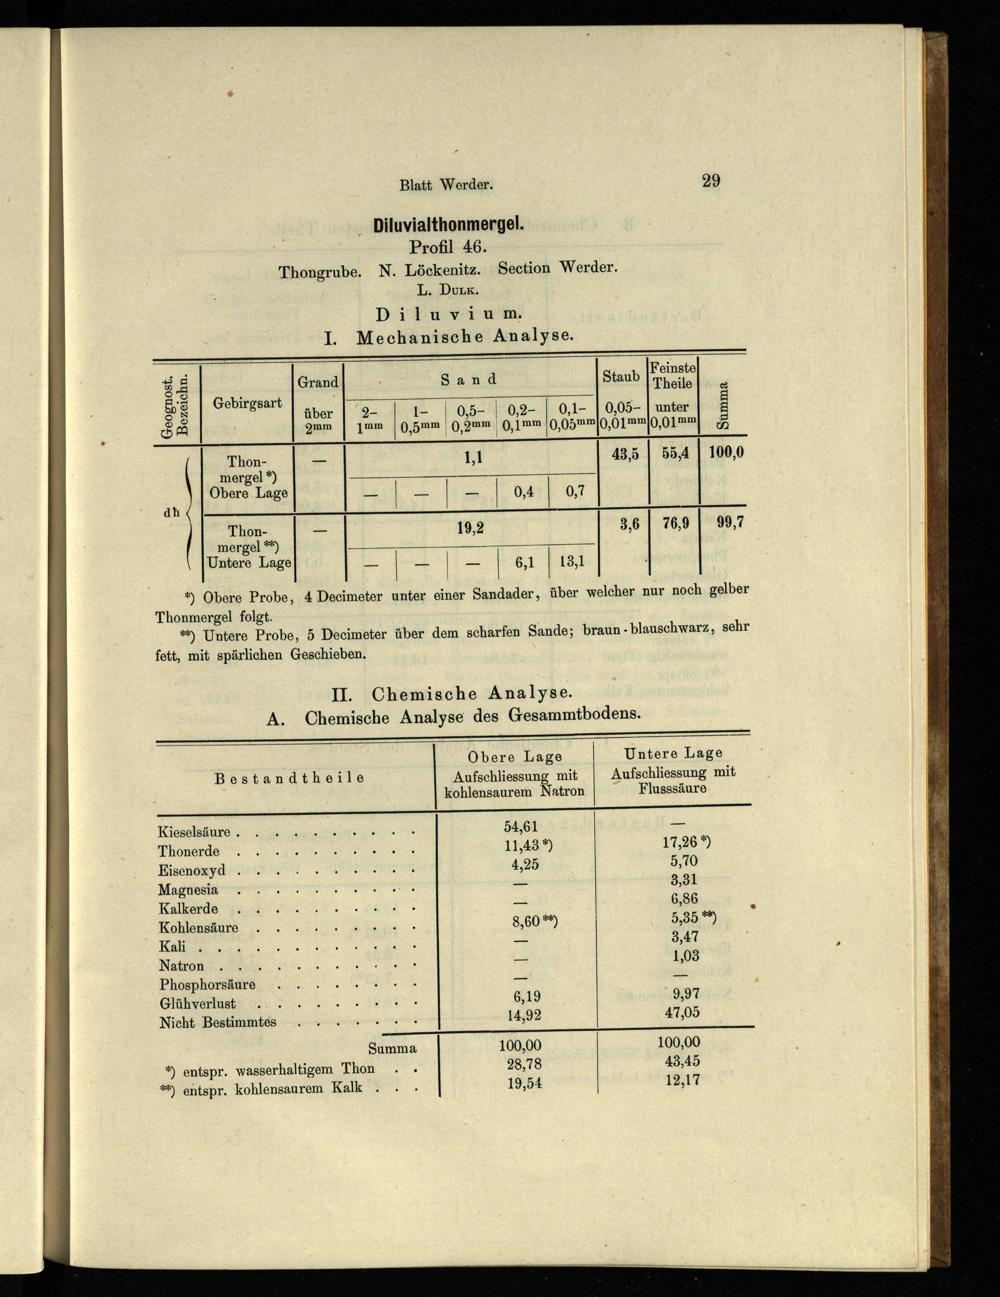 Blatt Werder. 29
Diluvialthonmergel.
Profil 46.
Thongrube. N. Löckenitz. Section Werder.
L. Dulk.
Diluvium.
I. Mechanische Analyse.
Geognost. Bezeichn. | Gebirgsart | Grand über 2mm | Sand 2-1mm | 1-0,5mm | 0,5-0,2mm | 0,2-0,1mm | 0,1-0,05mm | Staub 0,05-0,01mm | Feinste Theile unter 0,01mm | Summa
dħ
Thon- — 1,1 43,5 55,4 100,0
mergel *)
Obere Lage — — — 0,4 0,7
Thon- — 19,2 3,6 76,9 99,7
mergel **)
Untere Lage — — — 6,1 13,1
*) Obere Probe, 4 Decimeter unter einer Sandader, über welcher nur noch gelber
Thonmergel folgt.
**) Untere Probe, 5 Decimeter über dem scharfen Sande; braun-blauschwarz, sehr
fett, mit spärlichen Geschieben.
II. Chemische Analyse.
A. Chemische Analyse des Gesammtbodens.
Bestandtheile
Obere Lage
Aufschliessung mit
kohlensaurem Natron
Untere Lage
Aufschliessung mit
Flusssäure
Kieselsäure . . . . . . . . . . 54,61 —
Thonerde . . . . . . . . . . 11,43 *) 17,26 *)
Eisenoxyd . . . . . . . . . . 4,25 5,70
Magnesia . . . . . . . . . . — 3,31
Kalkerde . . . . . . . . . . — 6,86
Kohlensäure . . . . . . . . . 8,60 **) 5,35 **)
Kali . . . . . . . . . . . . — 3,47
Natron . . . . . . . . . . . — 1,03
Phosphorsäure . . . . . . . . — —
Glühverlust . . . . . . . . . 6,19 9,97
Nicht Bestimmtes . . . . . . . 14,92 47,05
Summa 100,00 100,00
*) entspr. wasserhaltigem Thon . . 28,78 43,45
**) entspr. kohlensaurem Kalk . . . 19,54 12,17